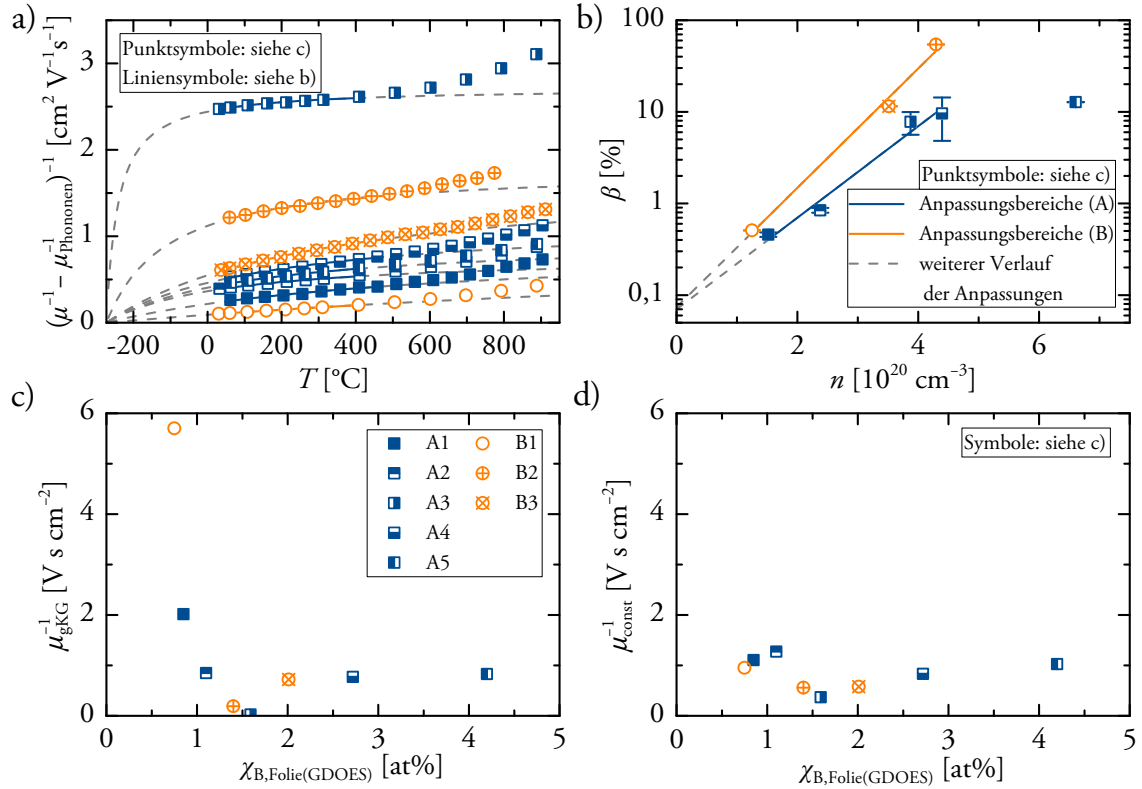 a)
Punktsymbole: siehe c)
Liniensymbole: siehe b)
(μ⁻¹ − μ⁻¹Phononen)⁻¹ [cm² V⁻¹s⁻¹]
3
2
1
0
-200 0 200 400 600 800
T [°C]
b)
β [%]
100
10
1
0,1
Punktsymbole: siehe c)
Anpassungsbereiche (A)
Anpassungsbereiche (B)
weiterer Verlauf
der Anpassungen
0 2 4 6
n [10²⁰ cm⁻³]
c)
μ⁻¹gKG [V s cm⁻²]
6
4
2
0
A1 B1
A2 B2
A3 B3
A4
A5
0 1 2 3 4 5
χB,Folie(GDOES) [at%]
d)
μ⁻¹const [V s cm⁻²]
6
4
2
0
Symbole: siehe c)
0 1 2 3 4 5
χB,Folie(GDOES) [at%]